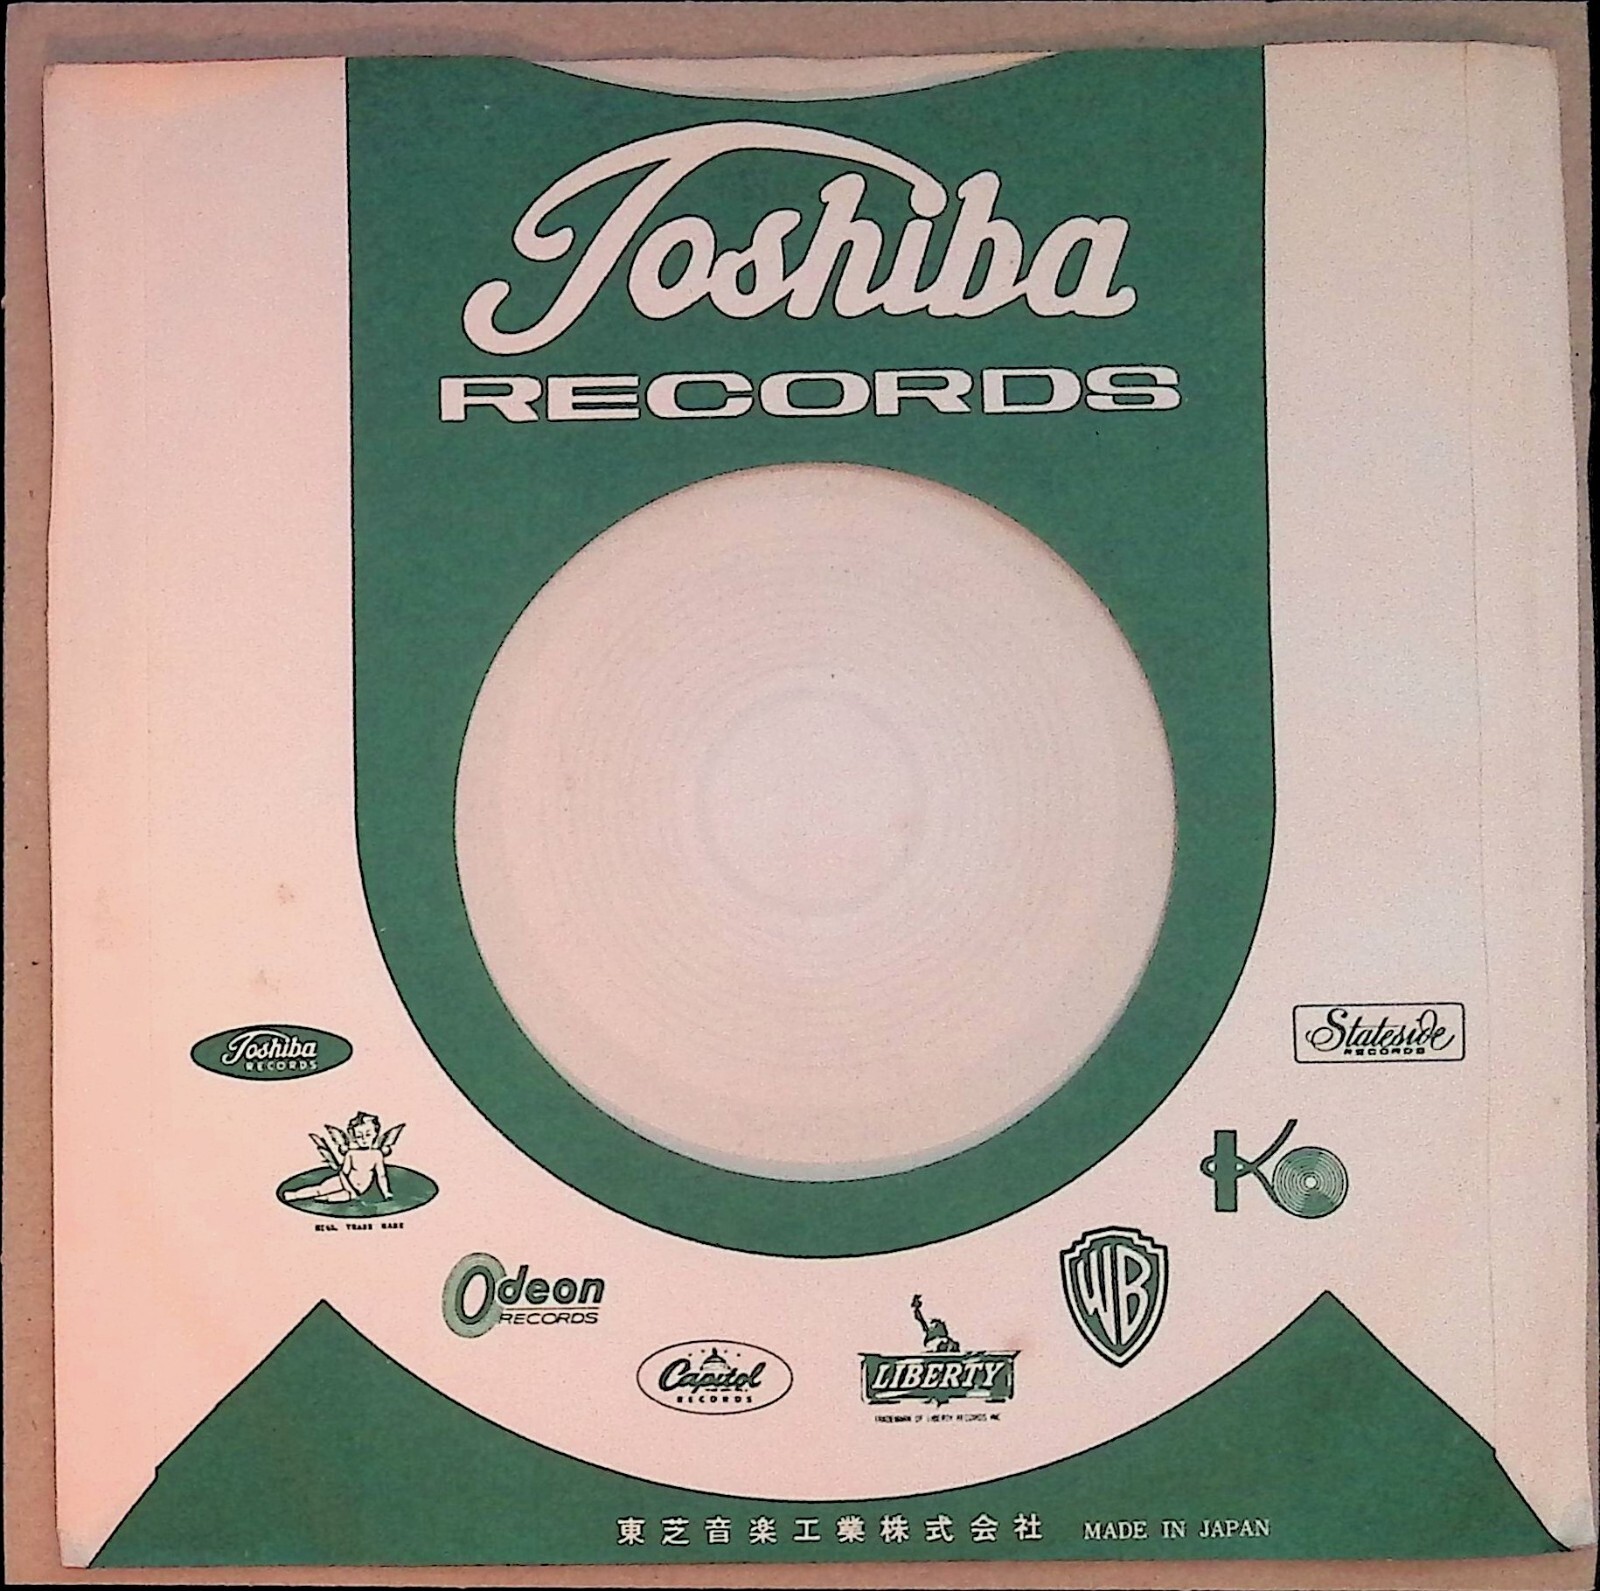 Toshiba
RECORDS
Toshiba
RECORDS
REG. TRADE MARK
Odeon
RECORDS
Capitol
RECORDS
LIBERTY
TRADEMARK OF LIBERTY RECORDS INC
WB
KO
Stateside
RECORDS
東芝音楽工業株式会社 MADE IN JAPAN